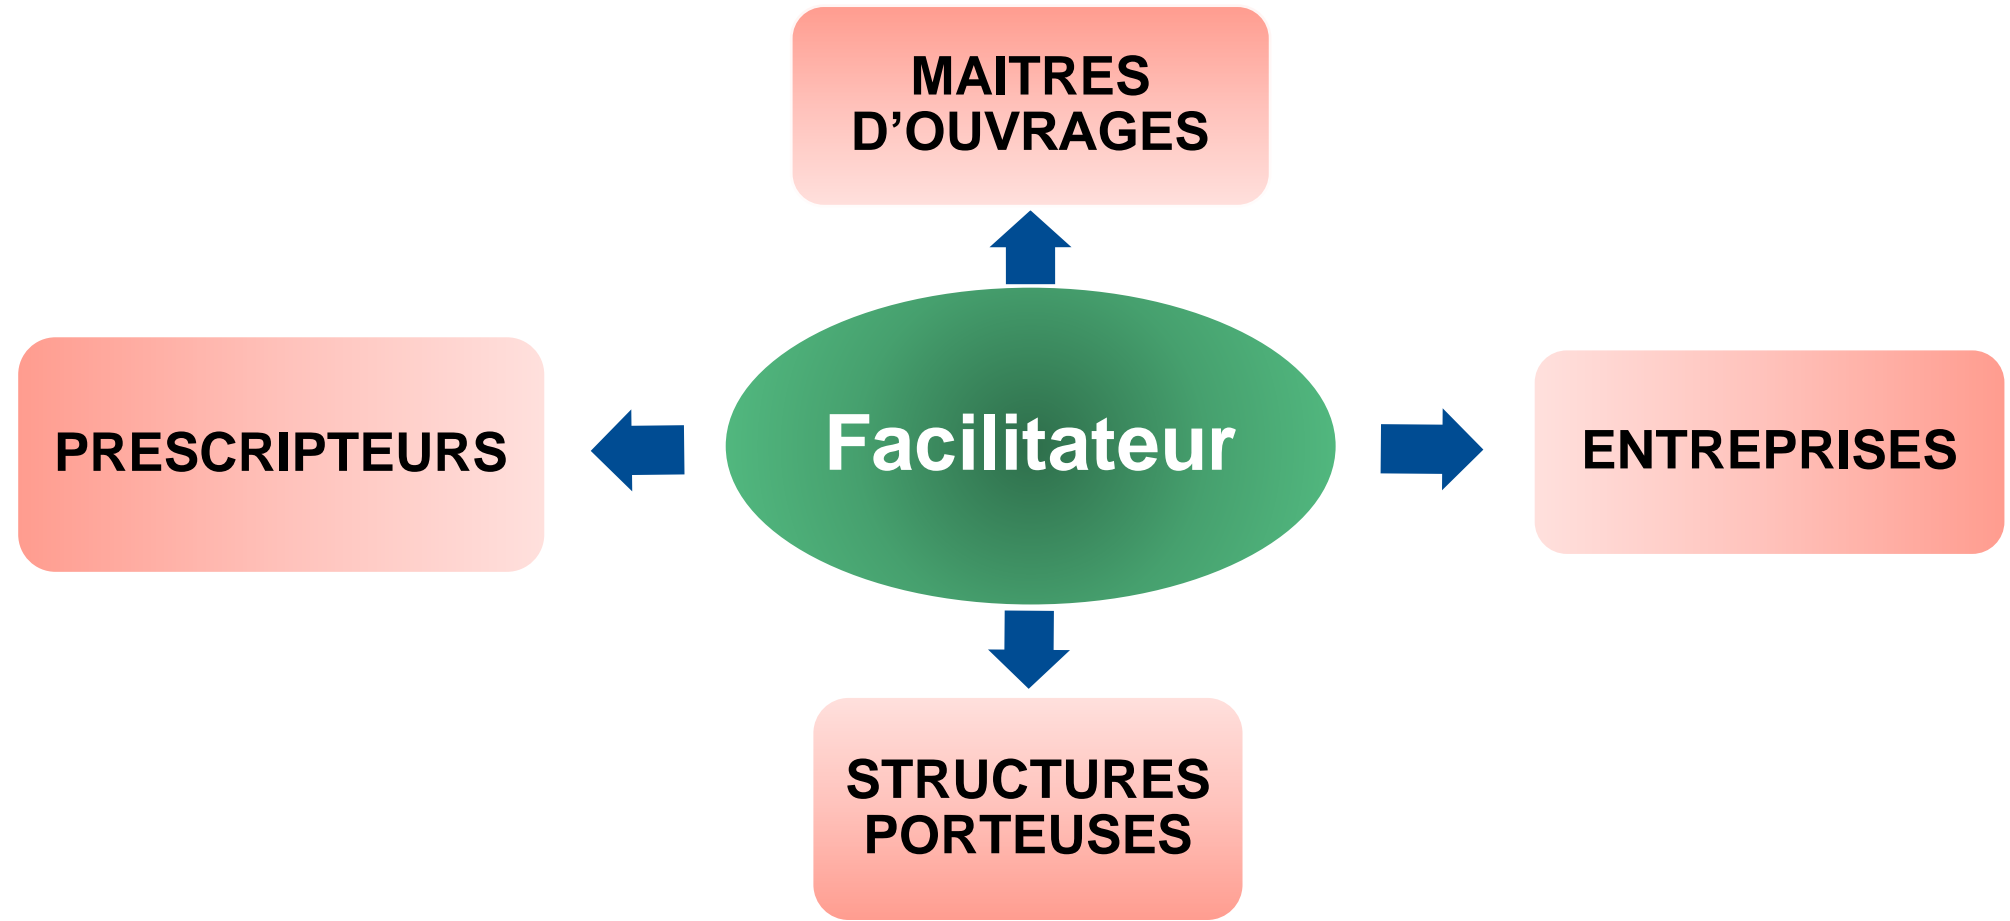 MAITRES
D’OUVRAGES
PRESCRIPTEURS
Facilitateur
ENTREPRISES
STRUCTURES
PORTEUSES